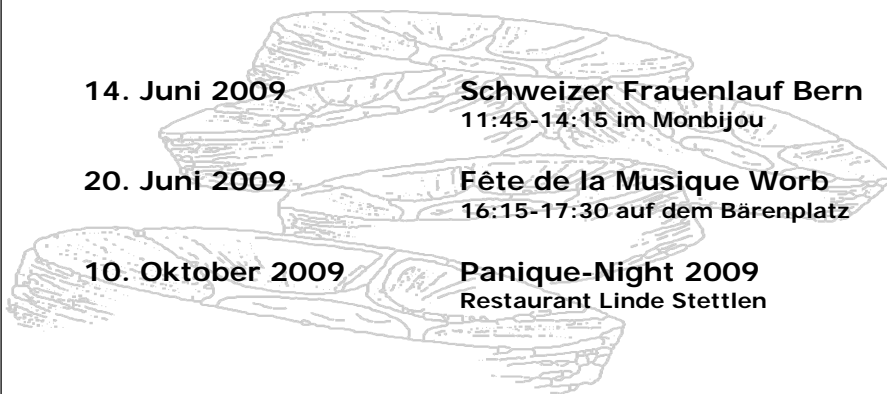 14. Juni 2009 Schweizer Frauenlauf Bern
11:45-14:15 im Monbijou
20. Juni 2009 Fête de la Musique Worb
16:15-17:30 auf dem Bärenplatz
10. Oktober 2009 Panique-Night 2009
Restaurant Linde Stettlen